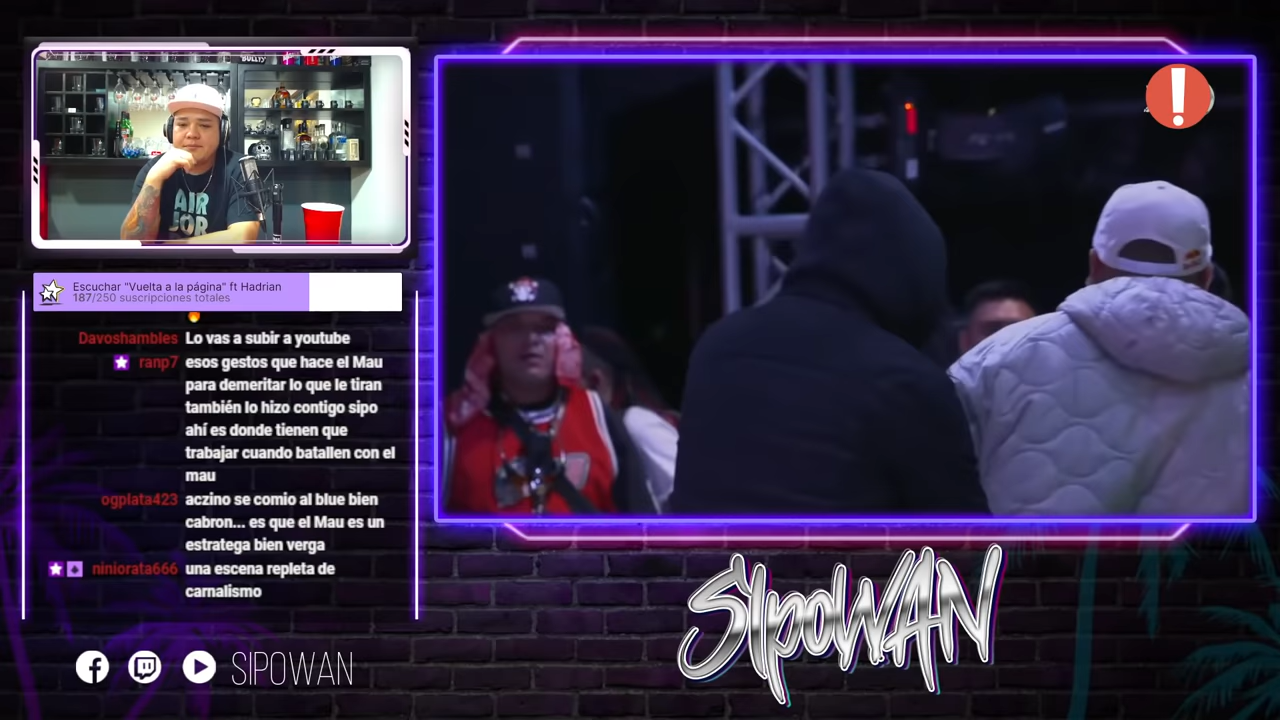 BULLY
AIR
JOR
Escuchar "Vuelta a la página" ft Hadrian
187/250 suscripciones totales
Davoshambles Lo vas a subir a youtube
ranp7 esos gestos que hace el Mau
para demeritar lo que le tiran
también lo hizo contigo sipo
ahí es donde tienen que
trabajar cuando batallen con el
mau
ogplata423 aczino se comio al blue bien
cabron... es que el Mau es un
estratega bien verga
niniorata666 una escena repleta de
carnalismo
SIPOWAN
SIPOWAN